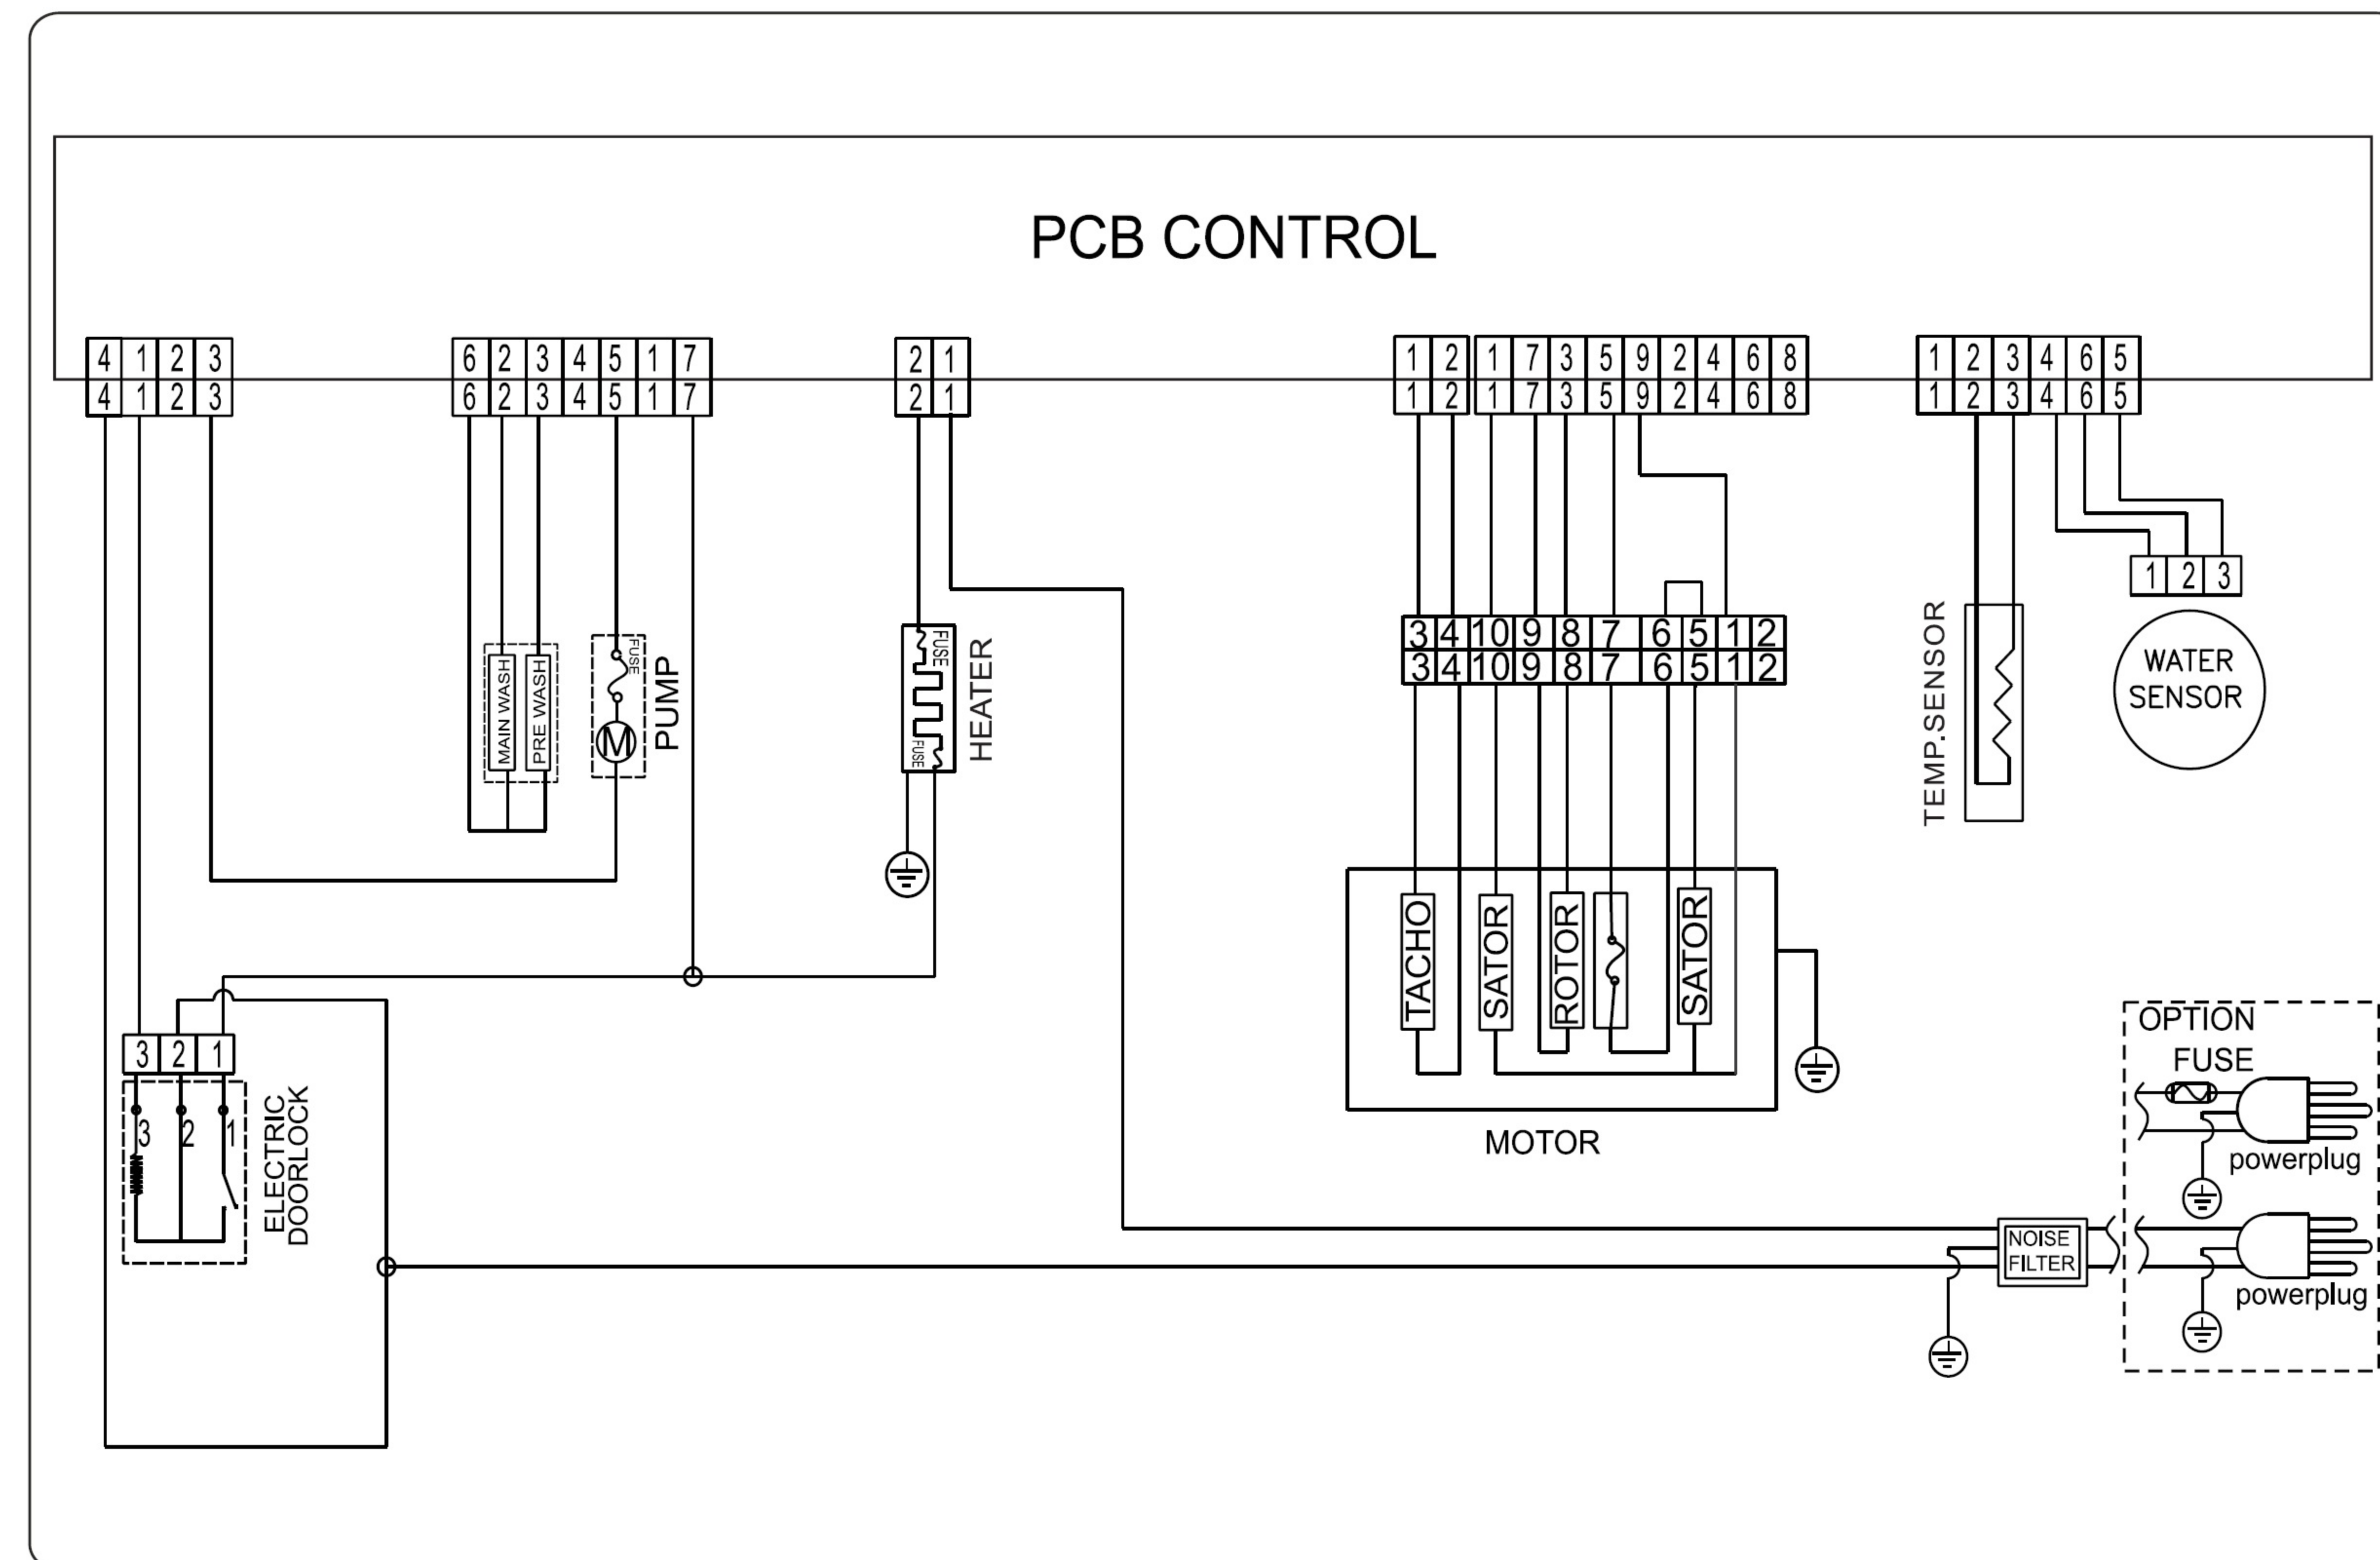 PCB CONTROL
4 1 2 3
4 1 2 3
6 2 3 4 5 1 7
6 2 3 4 5 1 7
2 1
2 1
1 2 1 7 3 5 9 2 4 6 8
1 2 1 7 3 5 9 2 4 6 8
1 2 3 4 6 5
1 2 3 4 6 5
MAIN WASH
PRE WASH
FUSE
M
PUMP
FUSE
FUSE
HEATER
3 4 10 9 8 7 6 5 1 2
3 4 10 9 8 7 6 5 1 2
TEMP.SENSOR
1 2 3
WATER
SENSOR
TACHO
SATOR
ROTOR
SATOR
MOTOR
3 2 1
3 2 1
ELECTRIC
DOORLOCK
OPTION
FUSE
powerplug
NOISE
FILTER
powerplug